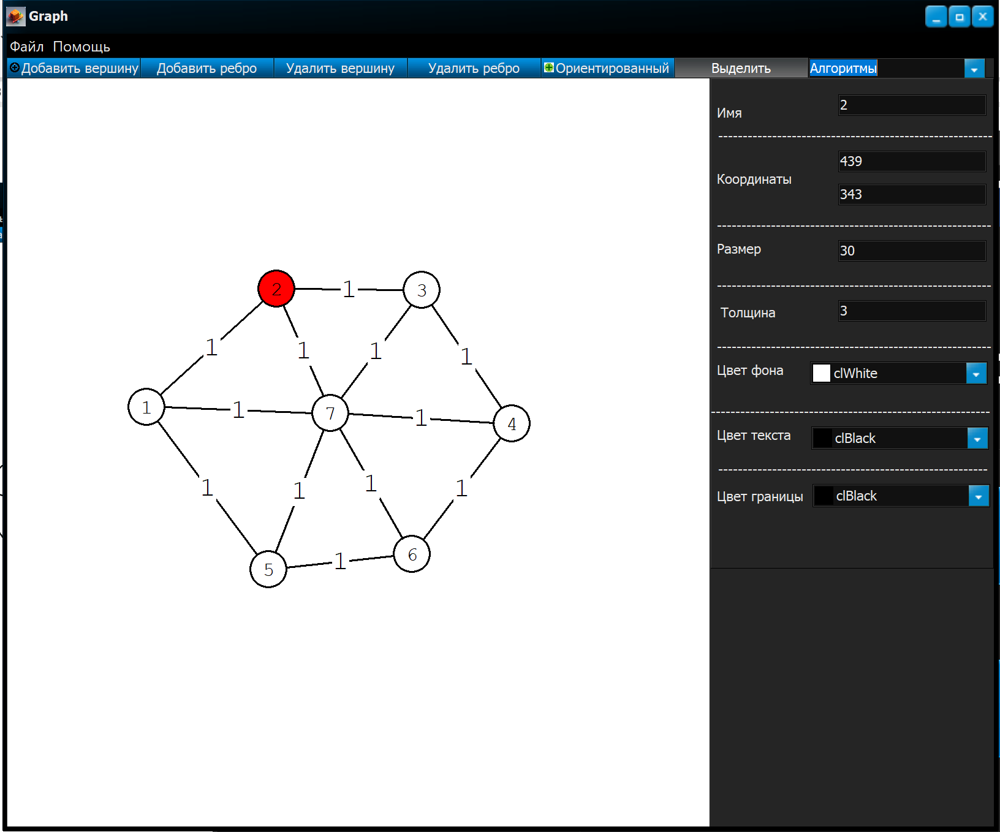 Graph
Файл Помощь
Добавить вершину Добавить ребро Удалить вершину Удалить ребро Ориентированный Выделить Алгоритмы
Имя 2
Координаты 439
343
Размер 30
Толщина 3
Цвет фона clWhite
Цвет текста clBlack
Цвет границы clBlack
2 1 3
1 1 1 1
1 1 7 1 4
1 1 1 1
5 1 6